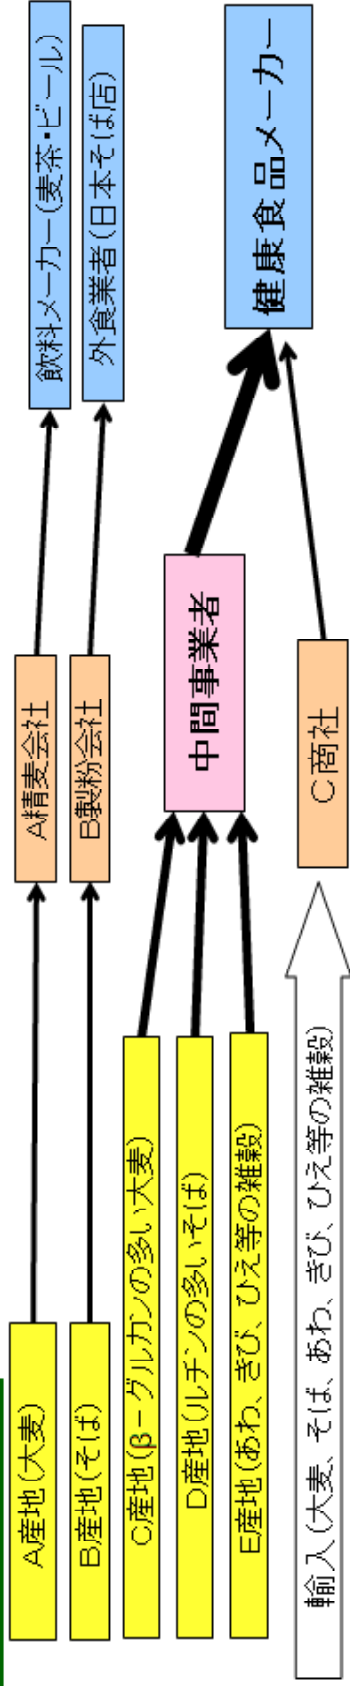 A産地(大麦)
A精麦会社
飲料メーカー(麦茶・ビール)
B産地(そば)
B製粉会社
外食業者(日本そば店)
C産地(β-グルカンの多い大麦)
D産地(ルチンの多いそば)
E産地(あわ、きび、ひえ等の雑穀)
中間事業者
健康食品メーカー
輸入(大麦、そば、あわ、きび、ひえ等の雑穀)
C商社